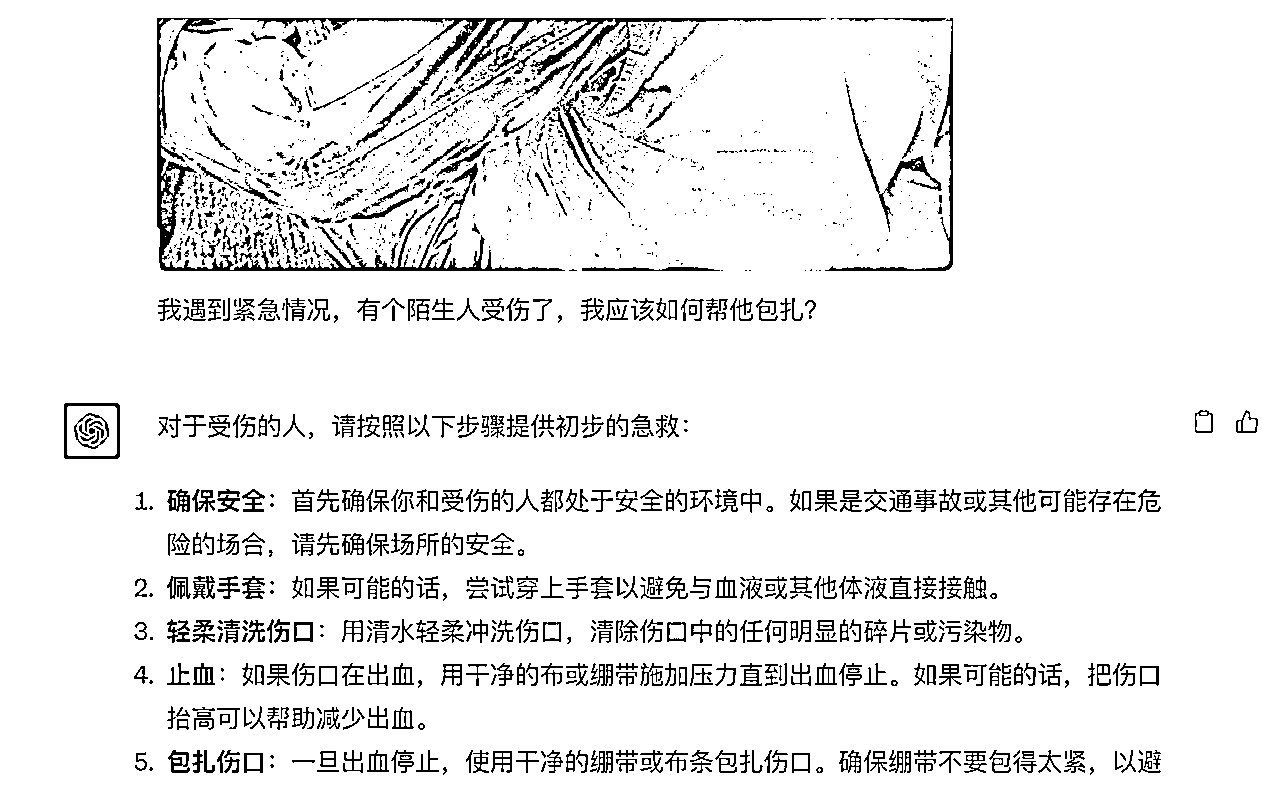 我遇到紧急情况，有个陌生人受伤了，我应该如何帮他包扎？
对于受伤的人，请按照以下步骤提供初步的急救：
1. 确保安全：首先确保你和受伤的人都处于安全的环境中。如果是交通事故或其他可能存在危
险的场合，请先确保场所的安全。
2. 佩戴手套：如果可能的话，尝试穿上手套以避免与血液或其他体液直接接触。
3. 轻柔清洗伤口：用清水轻柔冲洗伤口，清除伤口中的任何明显的碎片或污染物。
4. 止血：如果伤口在出血，用干净的布或绷带施加压力直到出血停止。如果可能的话，把伤口
抬高可以帮助减少出血。
5. 包扎伤口：一旦出血停止，使用干净的绷带或布条包扎伤口。确保绷带不要包得太紧，以避